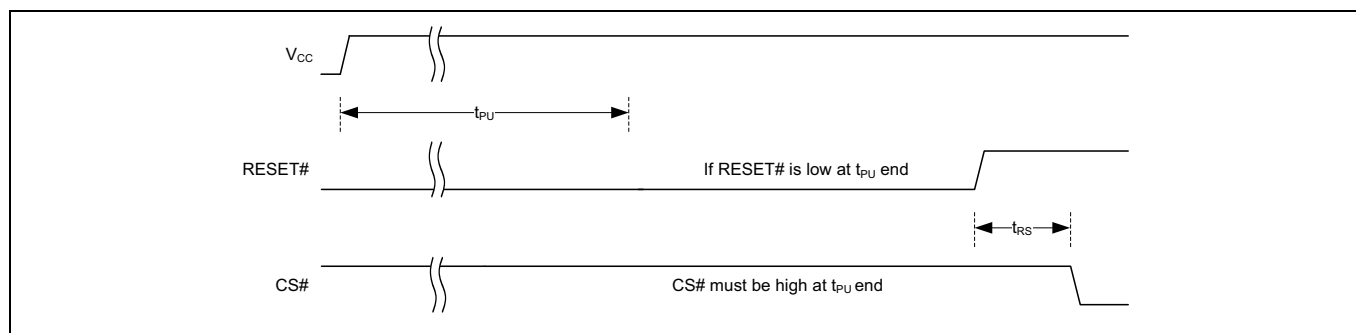 VCC
tPU
RESET#
If RESET# is low at tPU end
tRS
CS#
CS# must be high at tPU end